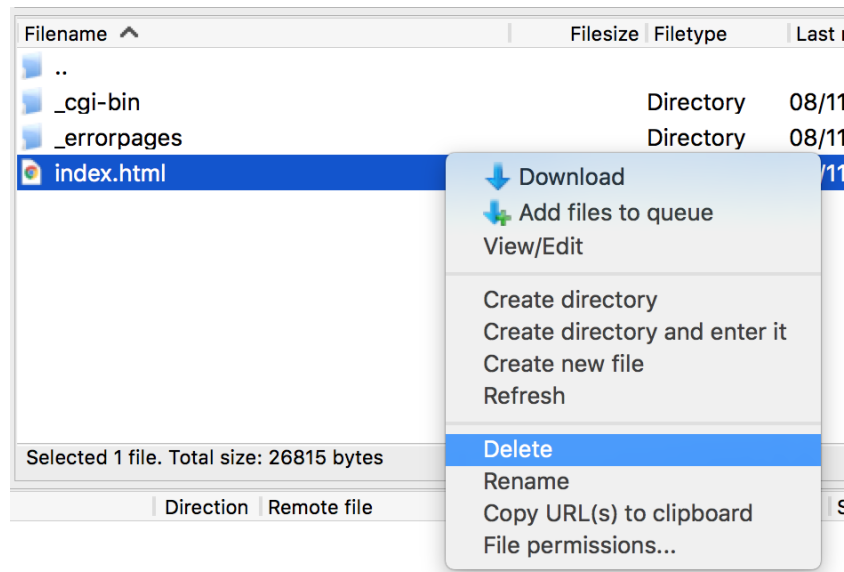 Filename Filesize Filetype Last
..
_cgi-bin Directory 08/11
_errorpages Directory 08/11
index.html /11
Download
Add files to queue
View/Edit
Create directory
Create directory and enter it
Create new file
Refresh
Delete
Rename
Copy URL(s) to clipboard
File permissions...
Selected 1 file. Total size: 26815 bytes
Direction Remote file